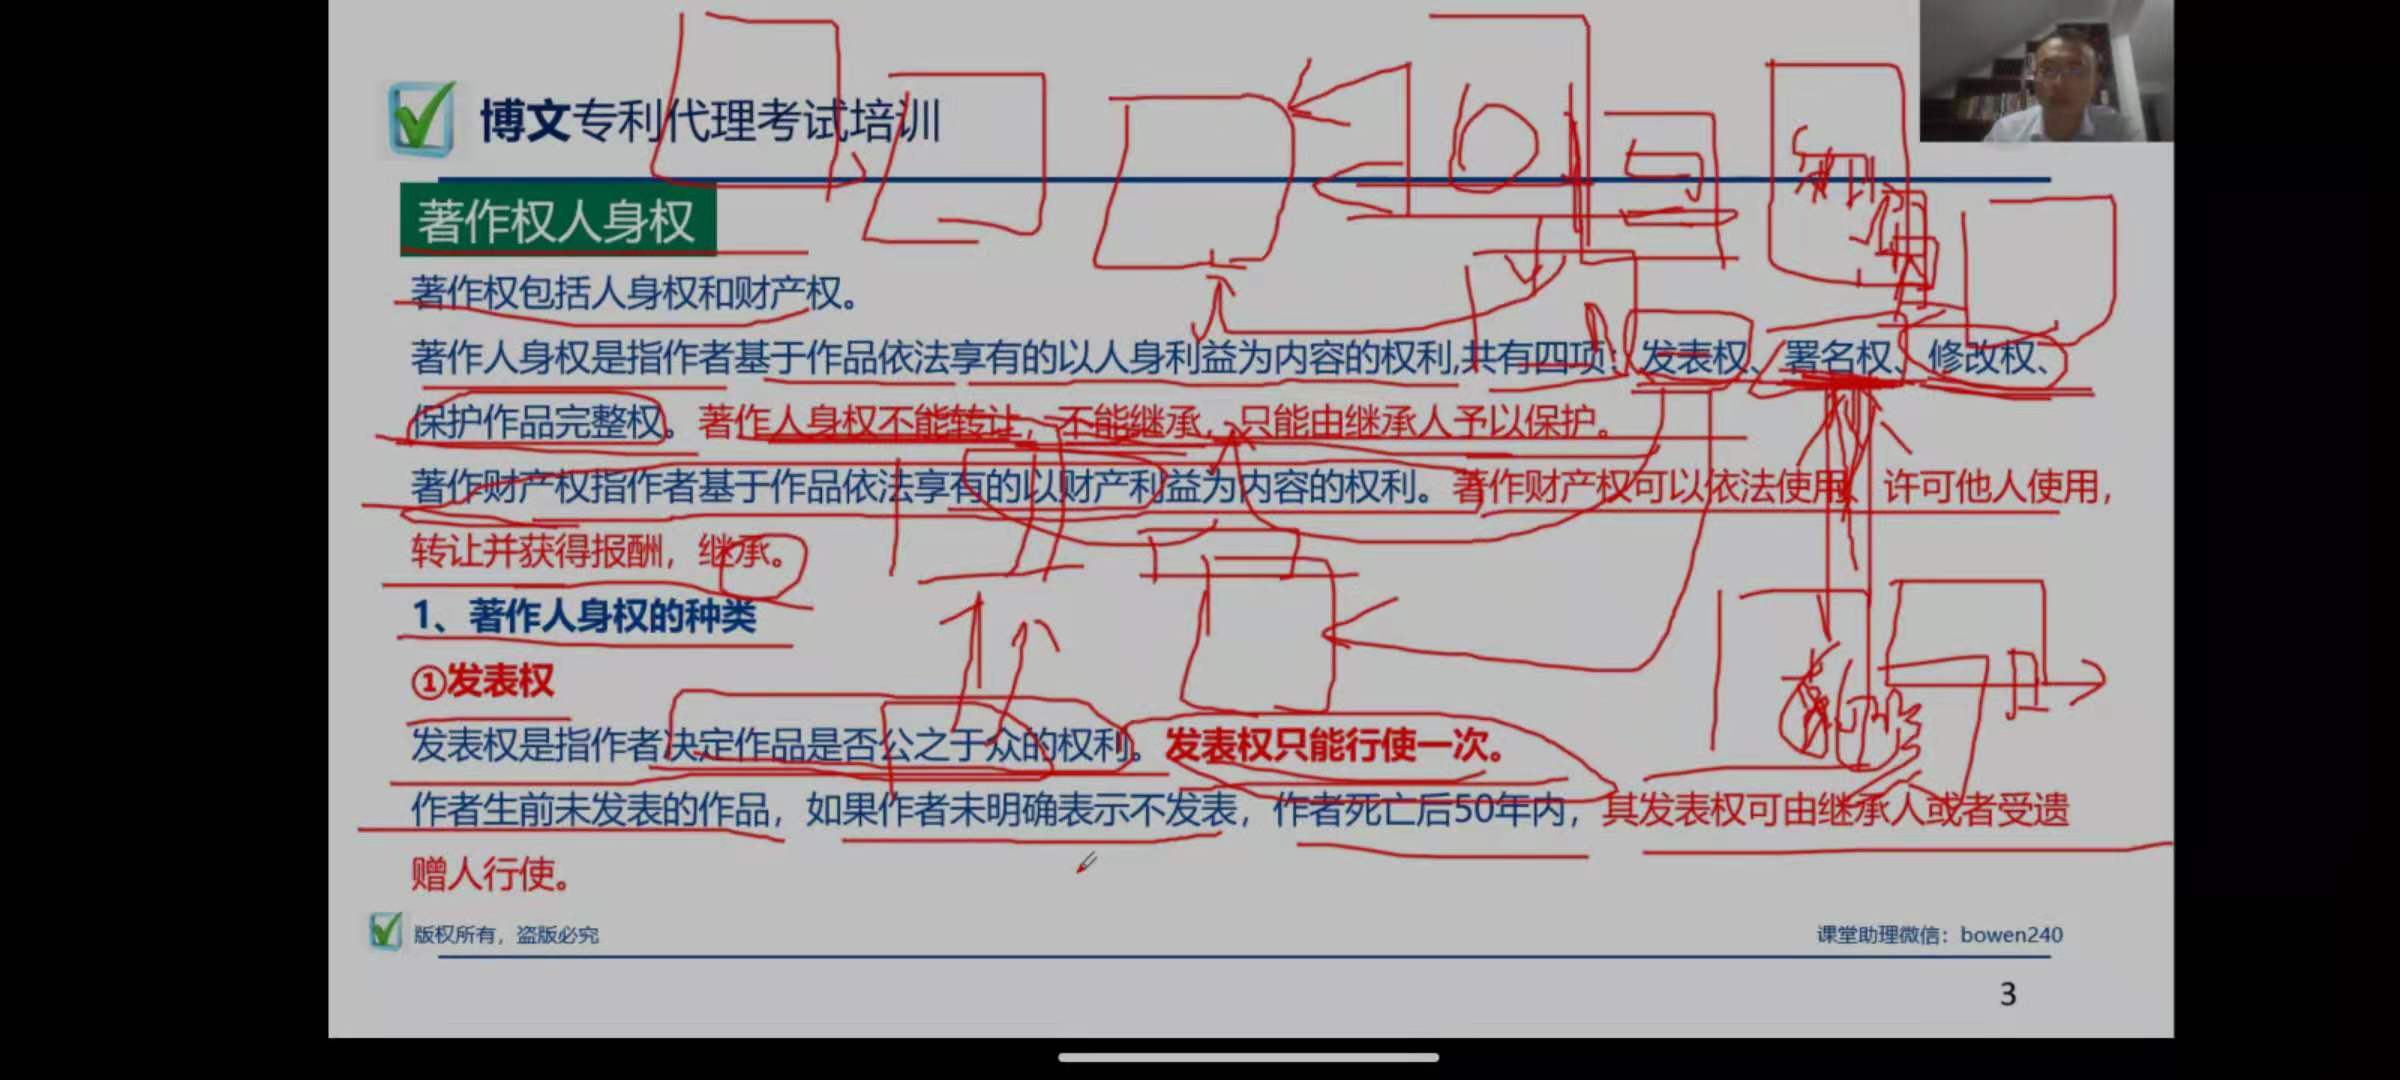 博文专利代理考试培训
著作权人身权
著作权包括人身权和财产权。
著作人身权是指作者基于作品依法享有的以人身利益为内容的权利,共有四项：发表权、署名权、修改权、
保护作品完整权。著作人身权不能转让，不能继承，只能由继承人予以保护。
著作财产权指作者基于作品依法享有的以财产利益为内容的权利。著作财产权可以依法使用、许可他人使用，
转让并获得报酬，继承。
1、著作人身权的种类
①发表权
发表权是指作者决定作品是否公之于众的权利。发表权只能行使一次。
作者生前未发表的作品，如果作者未明确表示不发表，作者死亡后50年内，其发表权可由继承人或者受遗
赠人行使。
版权所有，盗版必究
课堂助理微信：bowen240
3